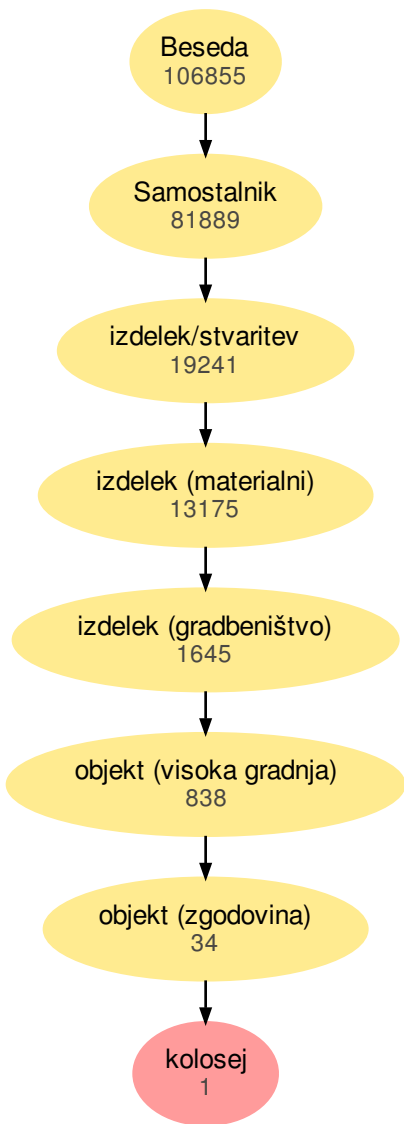 Beseda
106855
Samostalnik
81889
izdelek/stvaritev
19241
izdelek (materialni)
13175
izdelek (gradbeništvo)
1645
objekt (visoka gradnja)
838
objekt (zgodovina)
34
kolosej
1